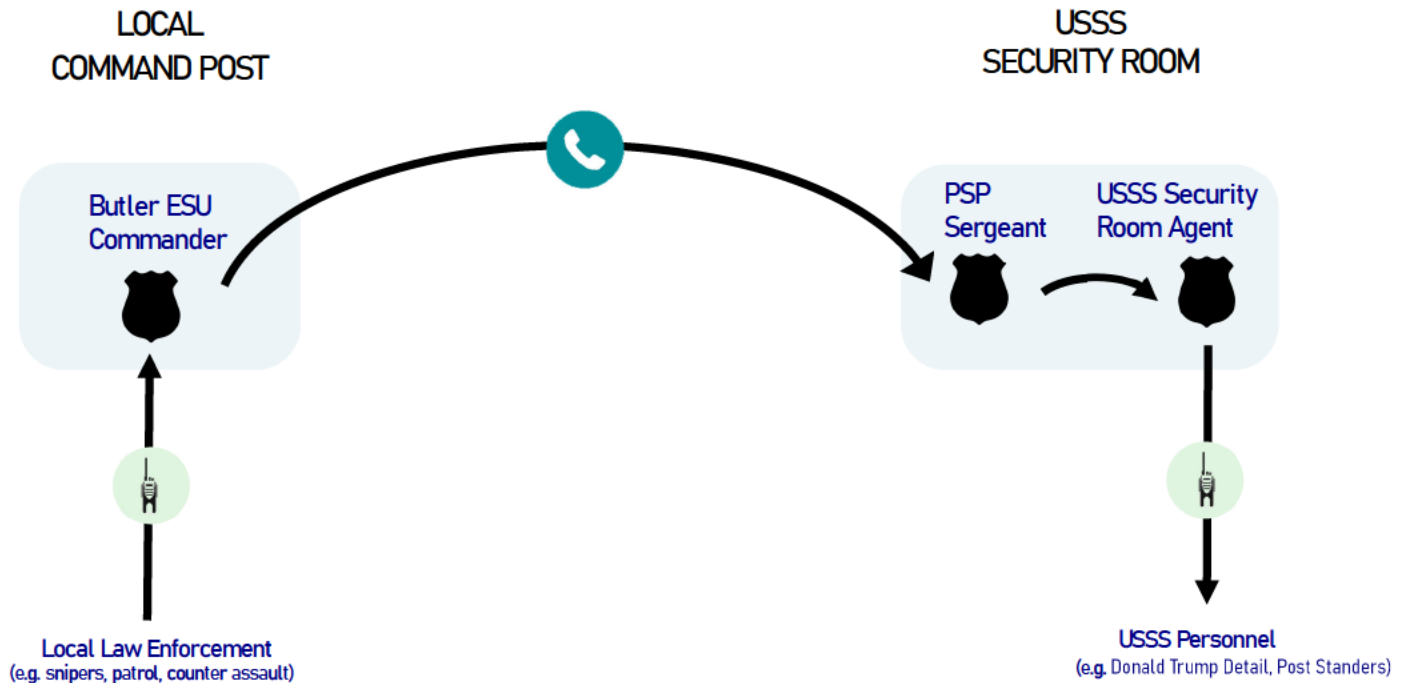 LOCAL
COMMAND POST
USSS
SECURITY ROOM
Butler ESU
Commander
PSP
Sergeant
USSS Security
Room Agent
Local Law Enforcement
(e.g. snipers, patrol, counter assault)
USSS Personnel
(e.g. Donald Trump Detail, Post Standers)